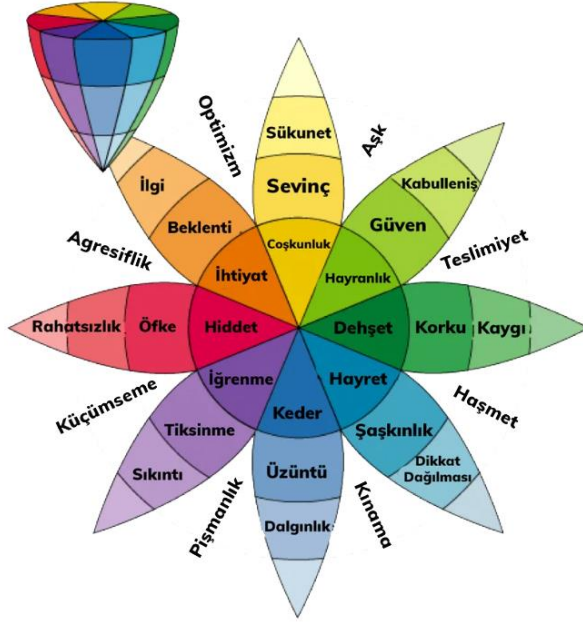 Optimizm
Sükunet
Aşk
Sevinç
İlgi
Kabulleniş
Beklenti
Güven
Coşkunluk
Agresiflik
Teslimiyet
İhtiyat
Hayranlık
Rahatsızlık
Öfke
Hiddet
Dehşet
Korku
Kaygı
Küçümseme
İğrenme
Hayret
Haşmet
Keder
Tiksinme
Şaşkınlık
Sıkıntı
Üzüntü
Dikkat
Dağılması
Pişmanlık
Dalgınlık
Kınama